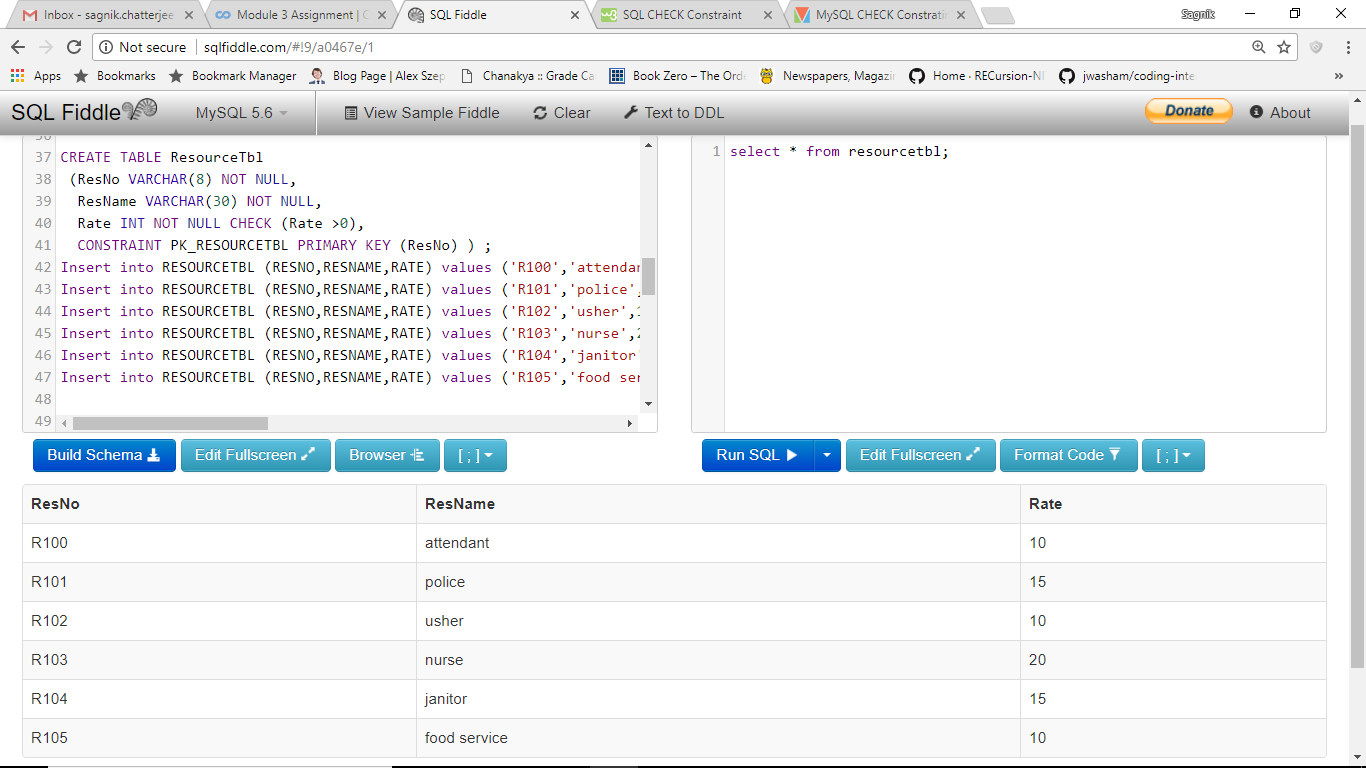 Inbox - sagnik.chatterjee
Module 3 Assignment | C
SQL Fiddle
SQL CHECK Constraint
MySQL CHECK Constrati
Sagnik
Not secure | sqlfiddle.com/#!9/a0467e/1
Apps Bookmarks Bookmark Manager Blog Page | Alex Szep Chanakya :: Grade Ca Book Zero – The Orde Newspapers, Magazin Home · RECursion-NI jwasham/coding-inte »
SQL Fiddle MySQL 5.6 View Sample Fiddle Clear Text to DDL Donate About
36
37 CREATE TABLE ResourceTbl
38 (ResNo VARCHAR(8) NOT NULL,
39 ResName VARCHAR(30) NOT NULL,
40 Rate INT NOT NULL CHECK (Rate >0),
41 CONSTRAINT PK_RESOURCETBL PRIMARY KEY (ResNo) ) ;
42 Insert into RESOURCETBL (RESNO,RESNAME,RATE) values ('R100','attendan
43 Insert into RESOURCETBL (RESNO,RESNAME,RATE) values ('R101','police',
44 Insert into RESOURCETBL (RESNO,RESNAME,RATE) values ('R102','usher',1
45 Insert into RESOURCETBL (RESNO,RESNAME,RATE) values ('R103','nurse',2
46 Insert into RESOURCETBL (RESNO,RESNAME,RATE) values ('R104','janitor'
47 Insert into RESOURCETBL (RESNO,RESNAME,RATE) values ('R105','food ser
48
49
1 select * from resourcetbl;
Build Schema Edit Fullscreen Browser [ ; ]
Run SQL Edit Fullscreen Format Code [ ; ]
ResNo ResName Rate
R100 attendant 10
R101 police 15
R102 usher 10
R103 nurse 20
R104 janitor 15
R105 food service 10